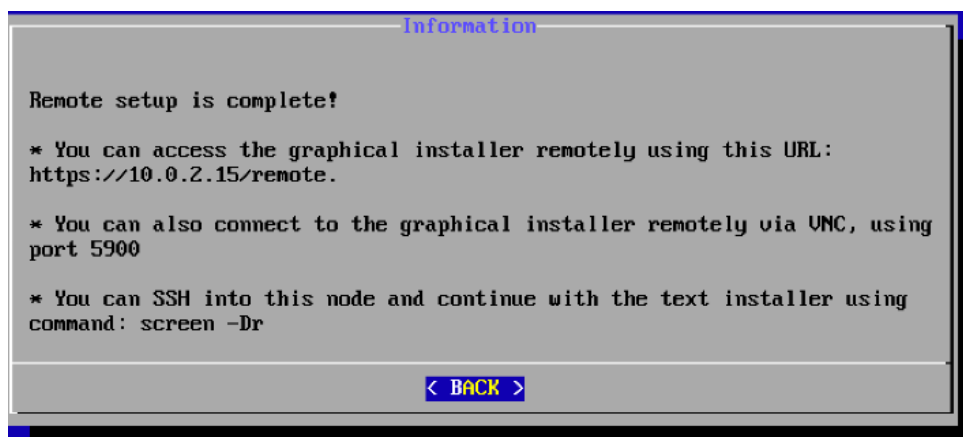 Information
Remote setup is complete!
* You can access the graphical installer remotely using this URL:
https://10.0.2.15/remote.
* You can also connect to the graphical installer remotely via VNC, using
port 5900
* You can SSH into this node and continue with the text installer using
command: screen -Dr
< BACK >